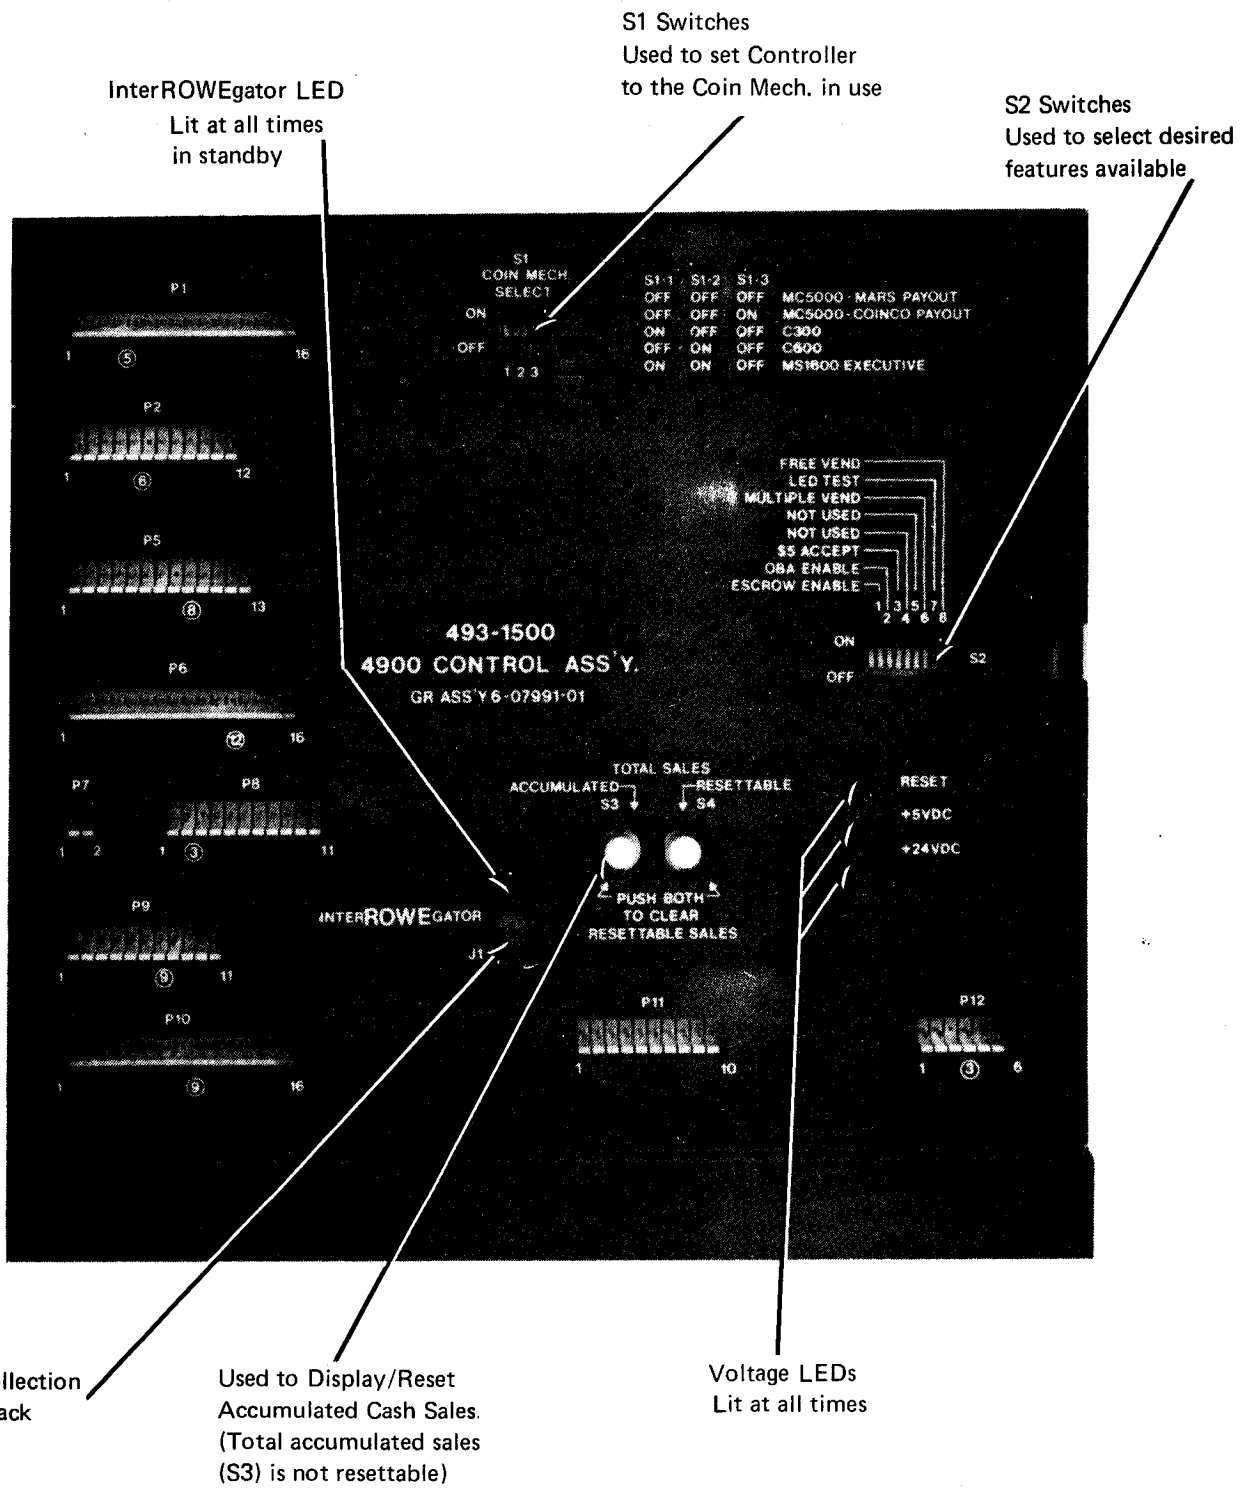 S1 Switches
Used to set Controller
to the Coin Mech. in use
InterROWEgator LED
Lit at all times
in standby
S2 Switches
Used to select desired
features available
S1
COIN MECH.
SELECT
ON
OFF
1 2 3
S1-1 S1-2 S1-3
OFF OFF OFF MC5000-MARS PAYOUT
OFF OFF ON MC5000-COINCO PAYOUT
ON OFF OFF C300
OFF ON OFF C600
ON ON OFF MS1600 EXECUTIVE
P1
1 5 16
P2
1 6 12
P5
1 8 13
P6
1 12 16
P7
1 2
P8
1 3 11
P9
1 9 11
P10
1 9 16
FREE VEND
LED TEST
MULTIPLE VEND
NOT USED
NOT USED
$5 ACCEPT
OBA ENABLE
ESCROW ENABLE
1 2 3 4 5 6 7 8
ON
OFF
S2
493-1500
4900 CONTROL ASS'Y.
GR ASS'Y 6-07991-01
TOTAL SALES
ACCUMULATED RESETTABLE
S3 S4
PUSH BOTH
TO CLEAR
RESETTABLE SALES
RESET
+5VDC
+24VDC
INTERROWEGATOR
J1
P11
1 10
P12
1 3 6
llection
ack
Used to Display/Reset
Accumulated Cash Sales.
(Total accumulated sales
(S3) is not resettable)
Voltage LEDs
Lit at all times